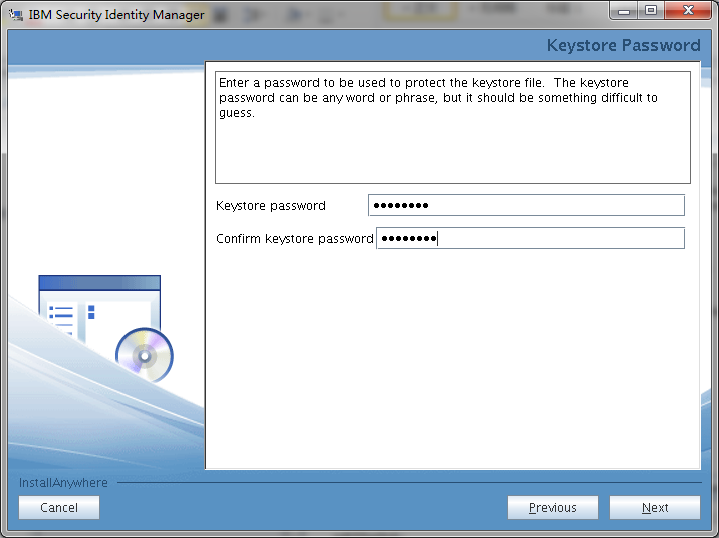 IBM Security Identity Manager
Keystore Password
Enter a password to be used to protect the keystore file.  The keystore
password can be any word or phrase, but it should be something difficult to
guess.
Keystore password ●●●●●●●●
Confirm keystore password ●●●●●●●●
InstallAnywhere
Cancel Previous Next